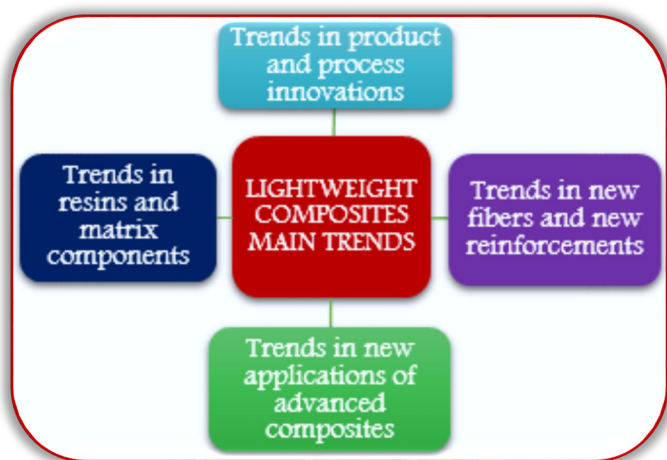 Trends in product
and process
innovations
Trends in
resins and
matrix
components
LIGHTWEIGHT
COMPOSITES
MAIN TRENDS
Trends in new
fibers and new
reinforcements
Trends in new
applications of
advanced
composites